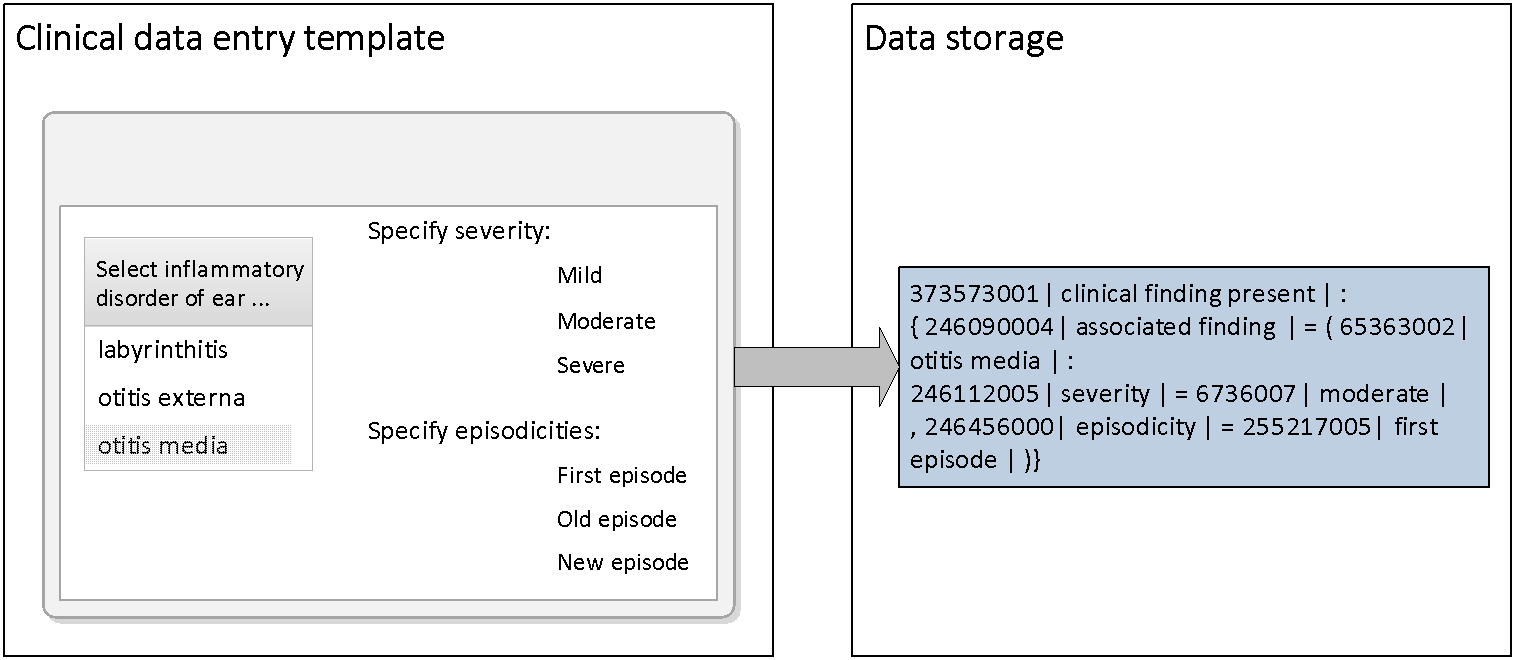 Clinical data entry template
Select inflammatory
disorder of ear ...
labyrinthitis
otitis externa
otitis media
Specify severity:
Mild
Moderate
Severe
Specify episodicities:
First episode
Old episode
New episode
Data storage
373573001 | clinical finding present | :
{ 246090004 | associated finding | = ( 65363002 |
otitis media | :
246112005 | severity | = 6736007 | moderate |
, 246456000 | episodicity | = 255217005 | first
episode | )}